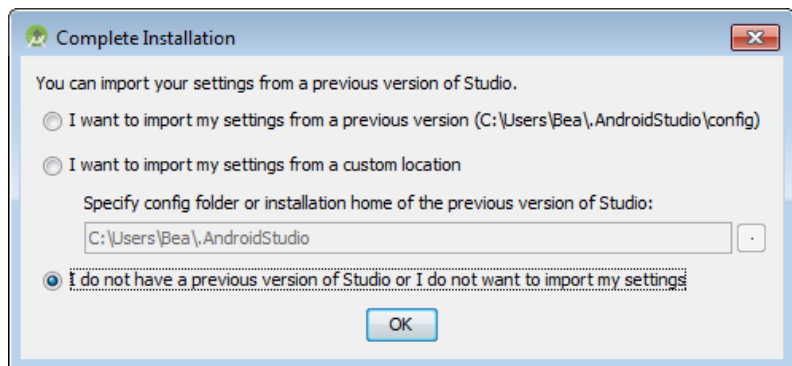 Complete Installation
You can import your settings from a previous version of Studio.
I want to import my settings from a previous version (C:\Users\Bea\.AndroidStudio\config)
I want to import my settings from a custom location
Specify config folder or installation home of the previous version of Studio:
C:\Users\Bea\.AndroidStudio
.
I do not have a previous version of Studio or I do not want to import my settings
OK